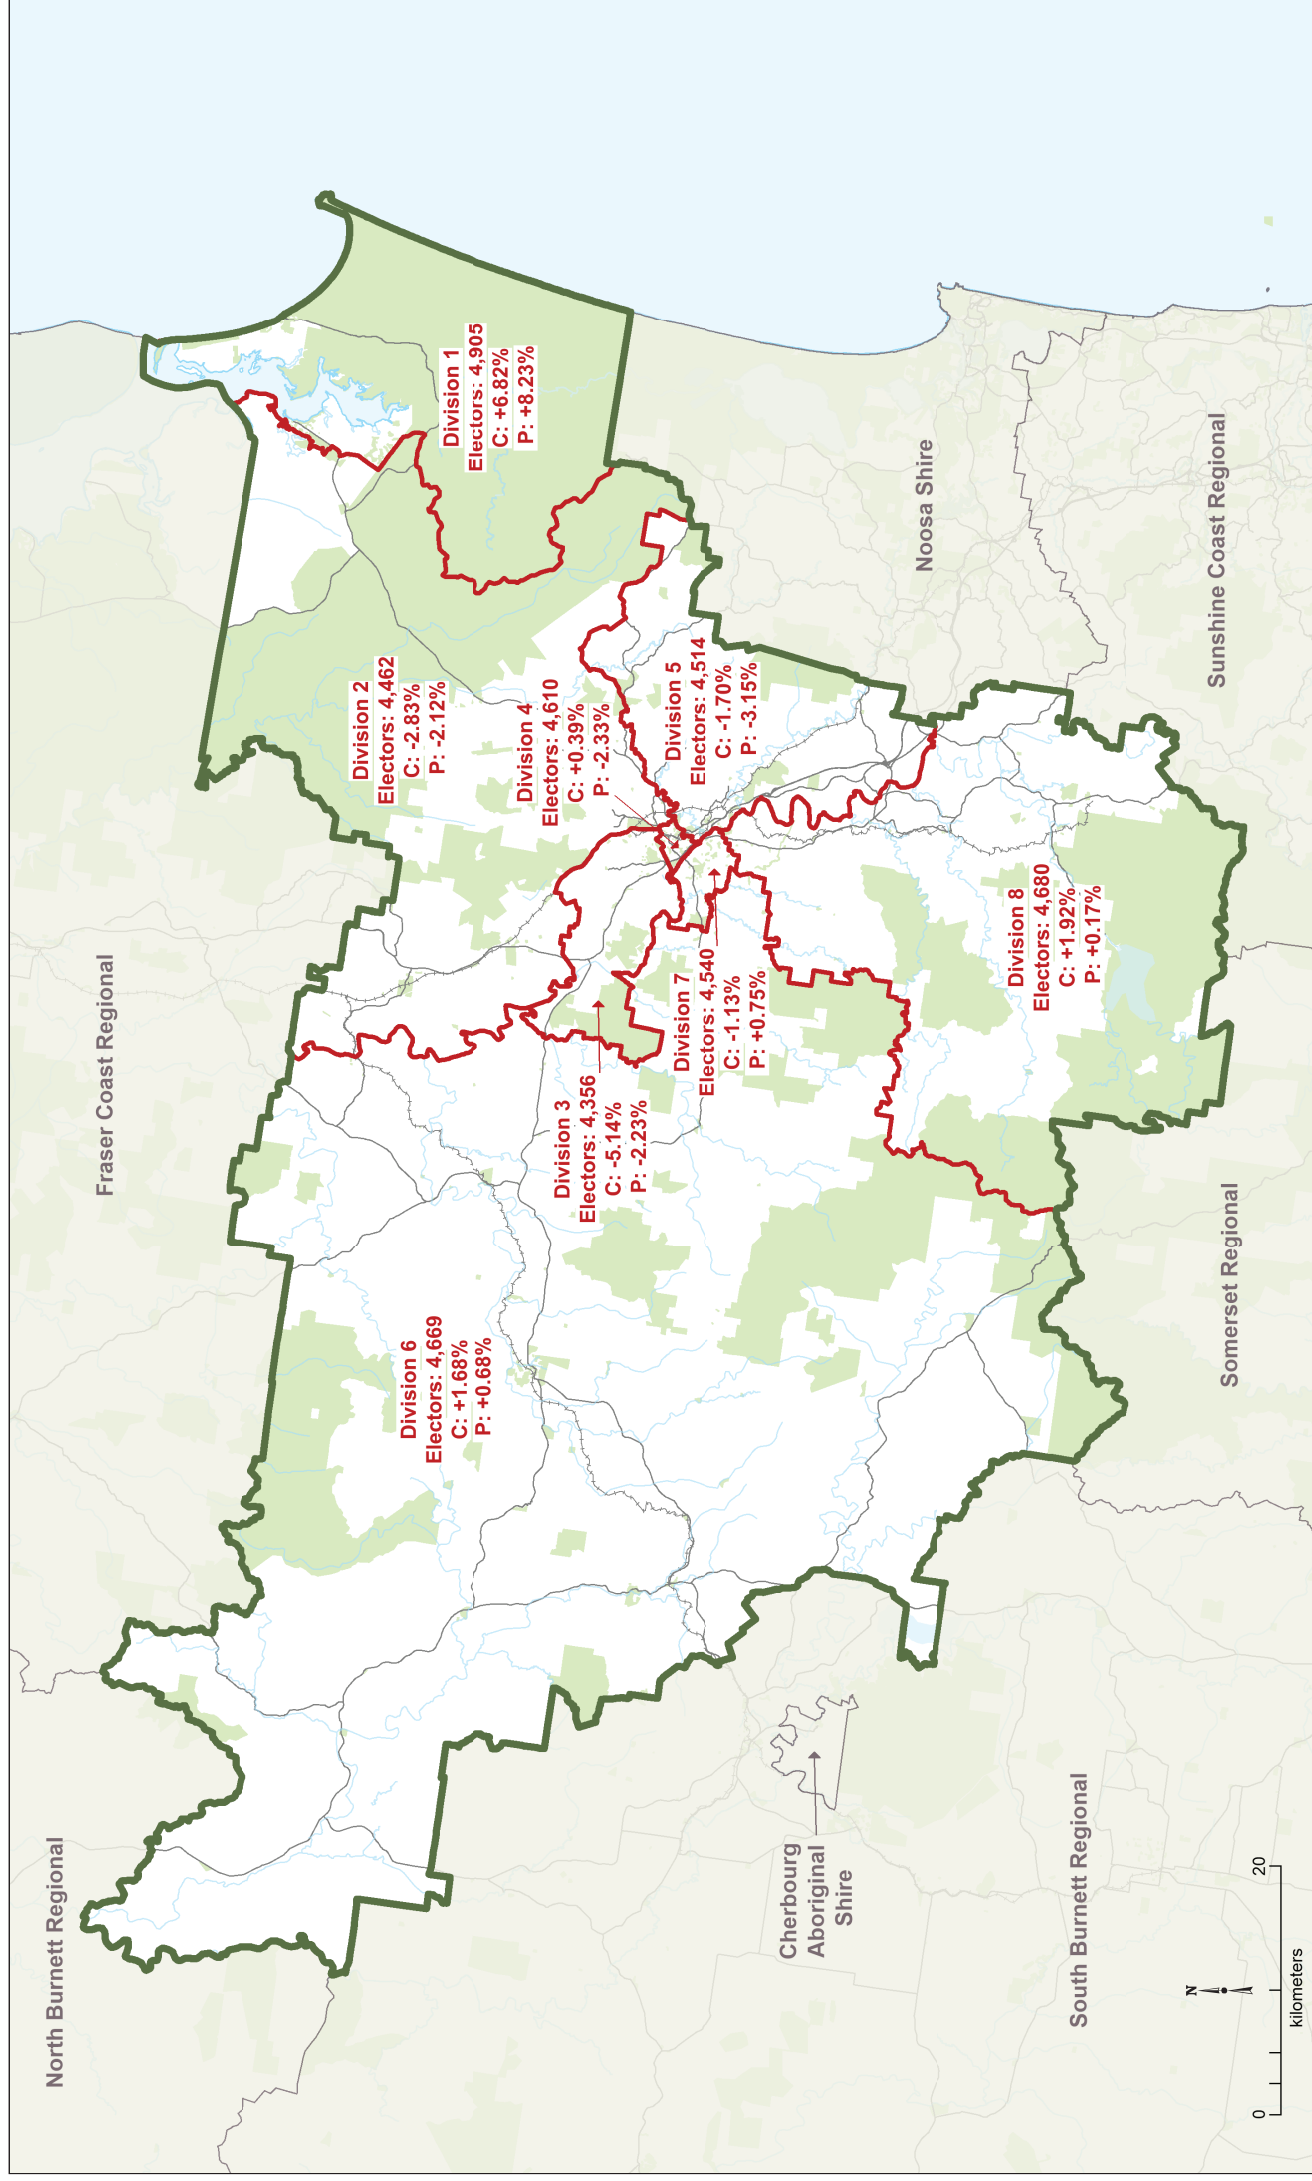 North Burnett Regional
Fraser Coast Regional
Division 1
Electors: 4,905
C: +6.82%
P: +8.23%
Division 2
Electors: 4,462
C: -2.83%
P: -2.12%
Division 4
Electors: 4,610
C: +0.39%
P: -2.33%
Division 5
Electors: 4,514
C: -1.70%
P: -3.15%
Division 6
Electors: 4,669
C: +1.68%
P: +0.68%
Division 3
Electors: 4,356
C: -5.14%
P: -2.23%
Division 7
Electors: 4,540
C: -1.13%
P: +0.75%
Division 8
Electors: 4,680
C: +1.92%
P: +0.17%
Noosa Shire
Sunshine Coast Regional
Somerset Regional
Cherbourg
Aboriginal
Shire
South Burnett Regional
N
0
20
kilometers